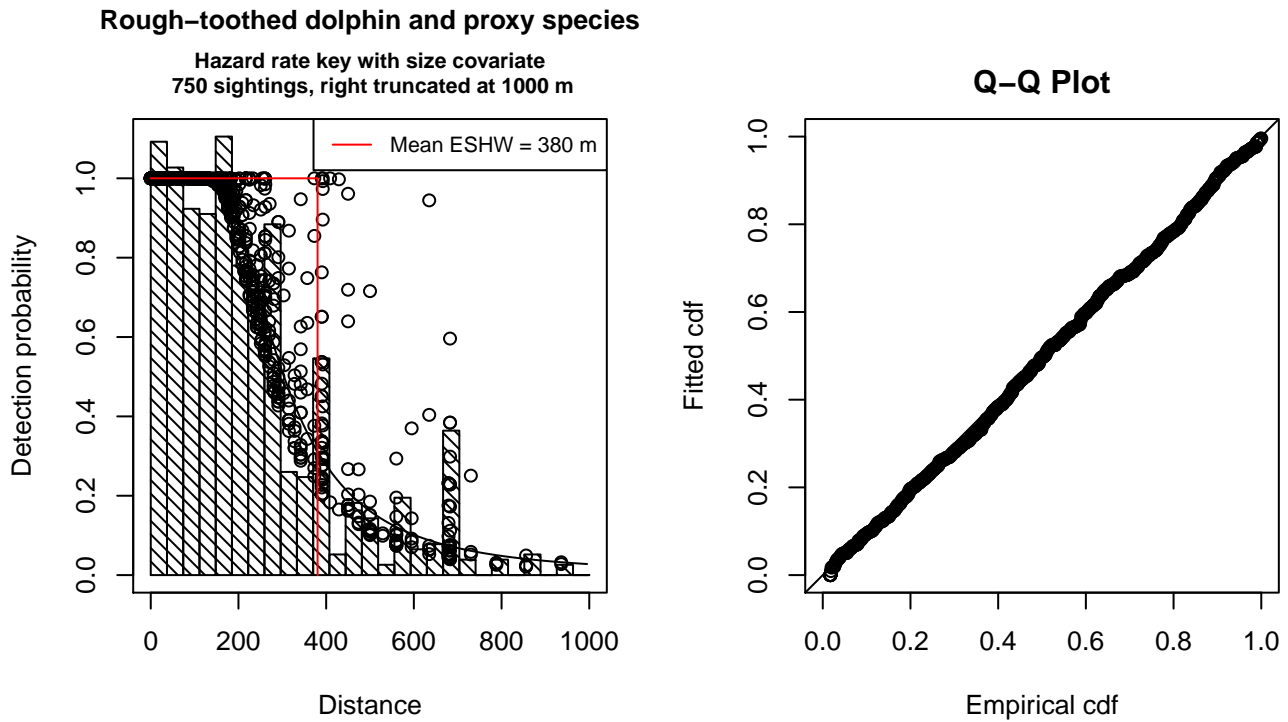 Rough−toothed dolphin and proxy species
Hazard rate key with size covariate
750 sightings, right truncated at 1000 m
Mean ESHW = 380 m
Detection probability
1.0
0.8
0.6
0.4
0.2
0.0
0 200 400 600 800 1000
Distance
Q−Q Plot
Fitted cdf
1.0
0.8
0.6
0.4
0.2
0.0
0.0 0.2 0.4 0.6 0.8 1.0
Empirical cdf